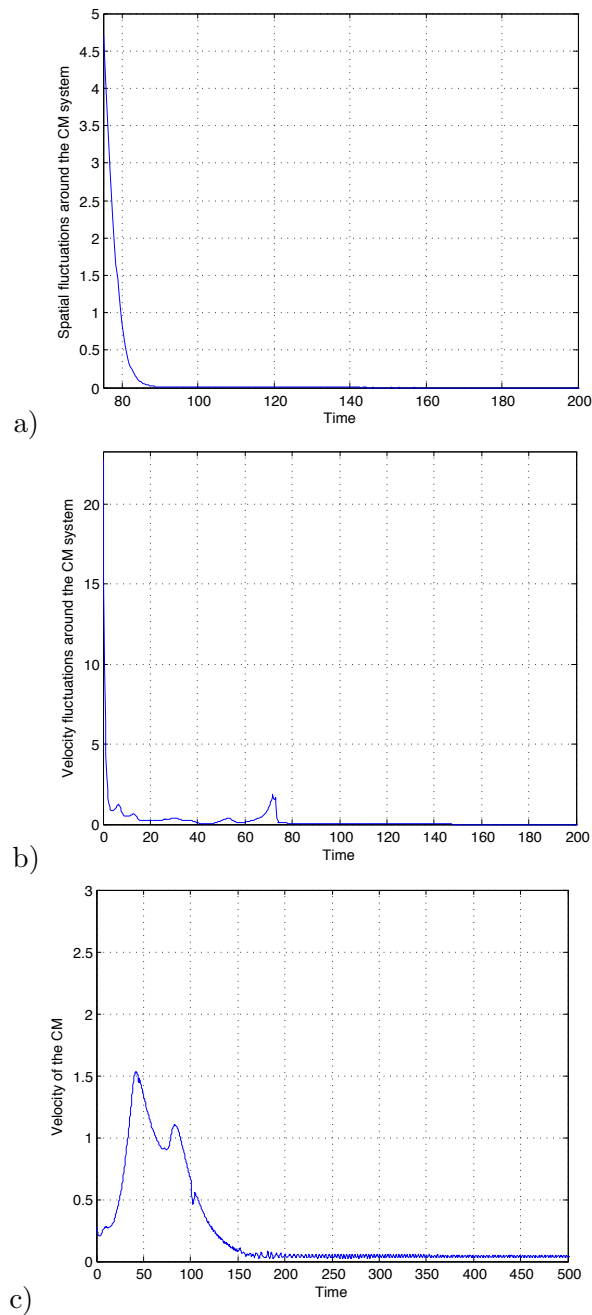 5
4.5
4
3.5
3
2.5
2
1.5
1
0.5
0
Spatial fluctuations around the CM system
80 100 120 140 160 180 200
Time
a)
20
15
10
5
0
Velocity fluctuations around the CM system
0 20 40 60 80 100 120 140 160 180 200
Time
b)
3
2.5
2
1.5
1
0.5
0
Velocity of the CM
0 50 100 150 200 250 300 350 400 450 500
Time
c)